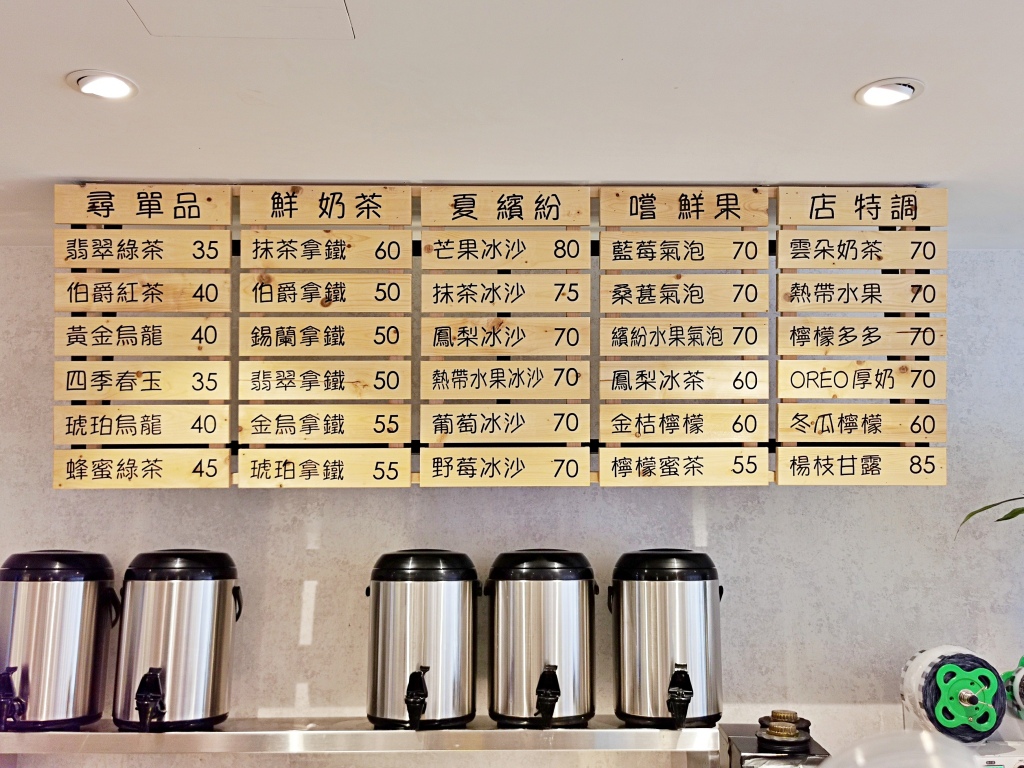 尋單品
翡翠綠茶 35
伯爵紅茶 40
黃金烏龍 40
四季春玉 35
琥珀烏龍 40
蜂蜜綠茶 45
鮮奶茶
抹茶拿鐵 60
伯爵拿鐵 50
錫蘭拿鐵 50
翡翠拿鐵 50
金烏拿鐵 55
琥珀拿鐵 55
夏繽紛
芒果冰沙 80
抹茶冰沙 75
鳳梨冰沙 70
熱帶水果冰沙 70
葡萄冰沙 70
野莓冰沙 70
嚐鮮果
藍莓氣泡 70
桑葚氣泡 70
繽紛水果氣泡 70
鳳梨冰茶 60
金桔檸檬 60
檸檬蜜茶 55
店特調
雲朵奶茶 70
熱帶水果 70
檸檬多多 70
OREO厚奶 70
冬瓜檸檬 60
楊枝甘露 85